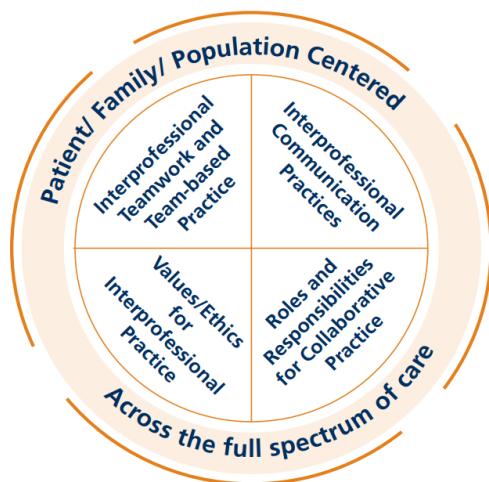 Patient/ Family/ Population Centered
Interprofessional
Teamwork and
Team-based
Practice
Interprofessional
Communication
Practices
Values/Ethics
for
Interprofessional
Practice
Roles and
Responsibilities
for Collaborative
Practice
Across the full spectrum of care